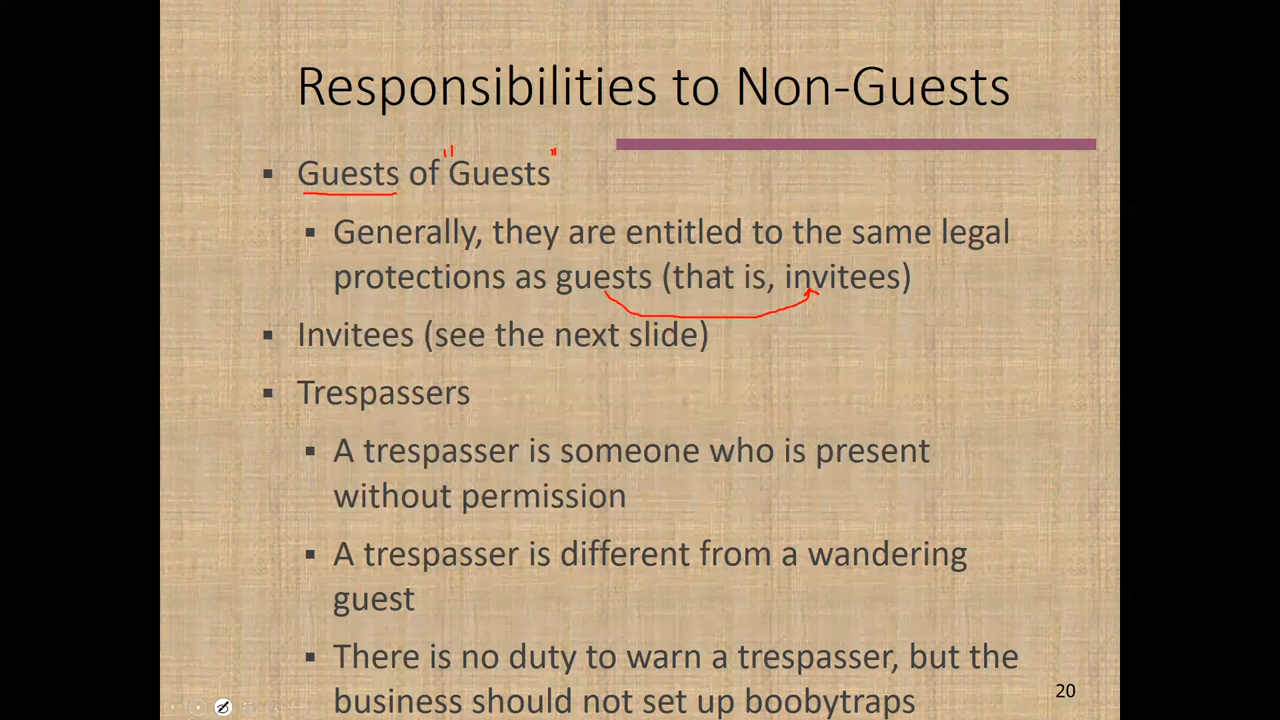 Responsibilities to Non-Guests
▪ Guests of "Guests"
▪ Generally, they are entitled to the same legal
protections as guests (that is, invitees)
▪ Invitees (see the next slide)
▪ Trespassers
▪ A trespasser is someone who is present
without permission
▪ A trespasser is different from a wandering
guest
▪ There is no duty to warn a trespasser, but the
business should not set up boobytraps
20